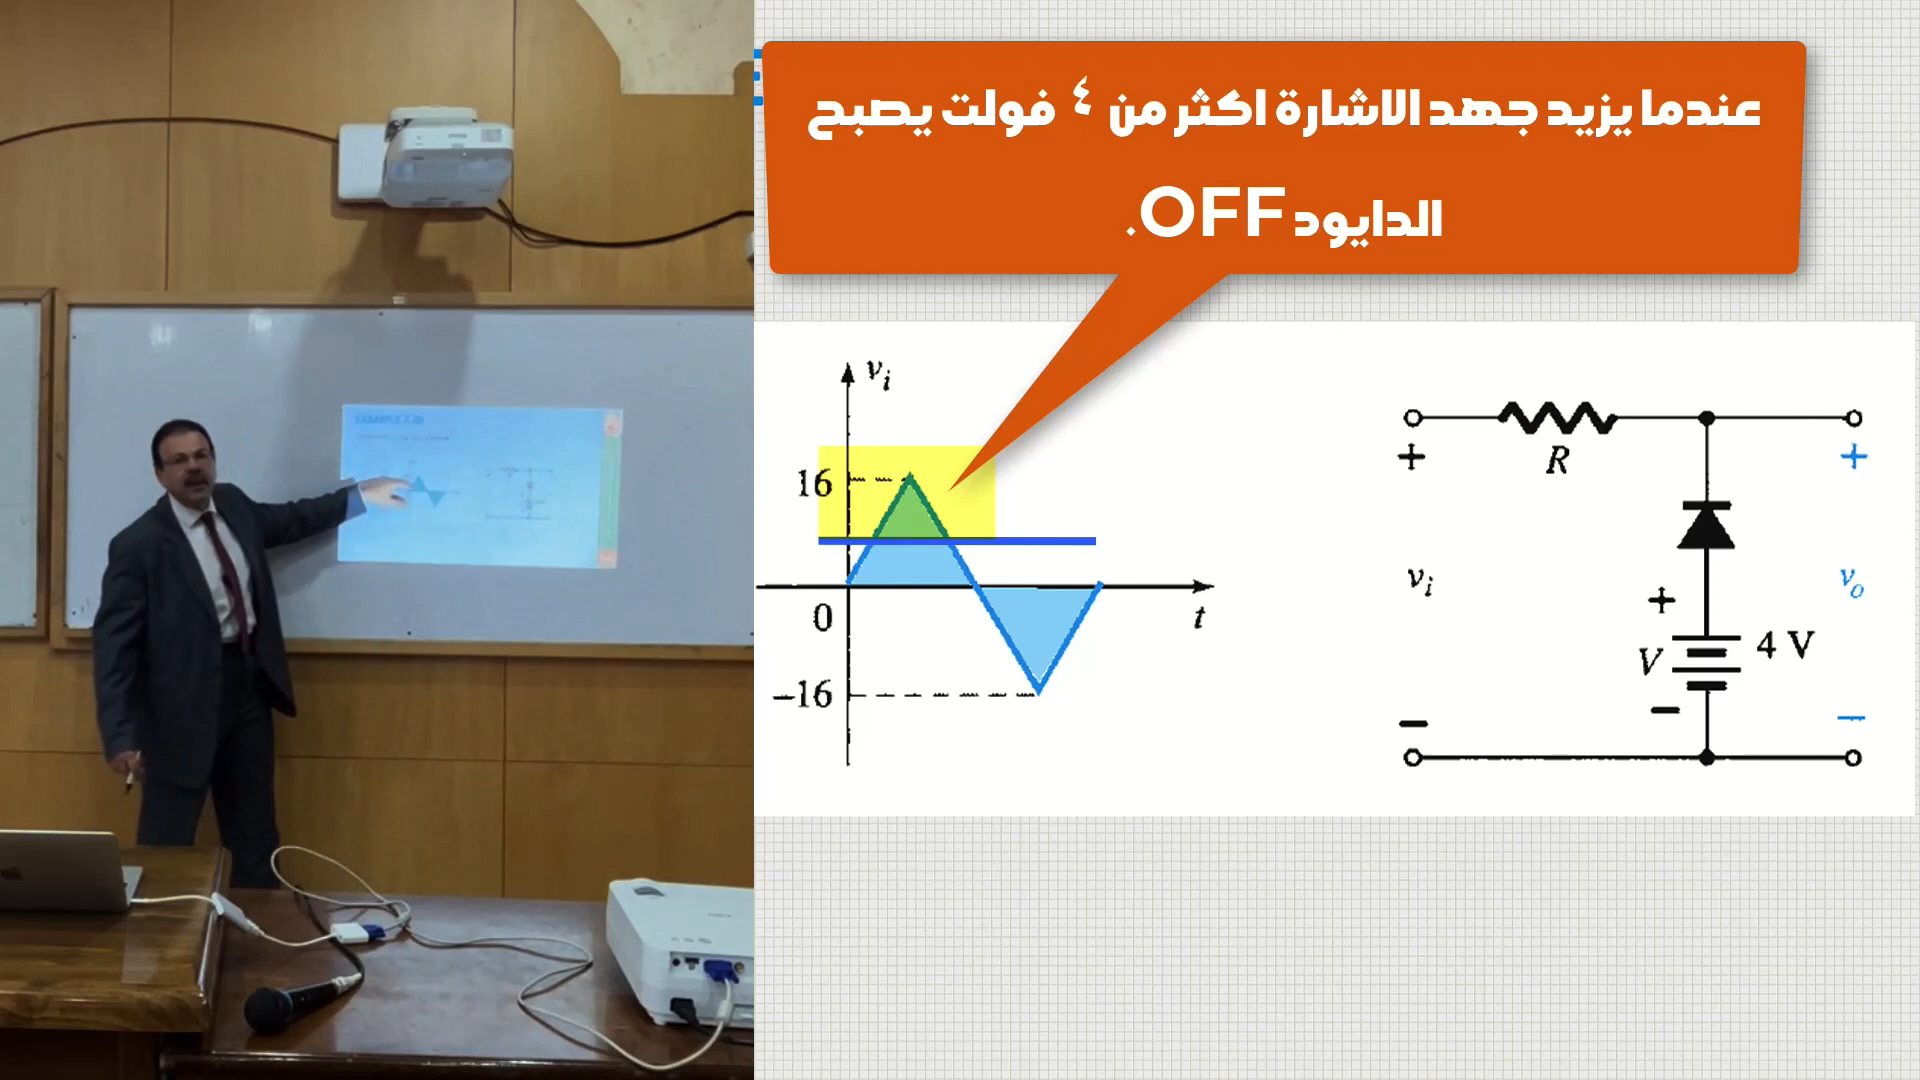 عندما يزيد جهد الاشارة اكثر من ٤ فولت يصبح
الدايود OFF.
vi
16
0
t
−16
R
+
+
vi
vo
+
V
4 V
−
−
−